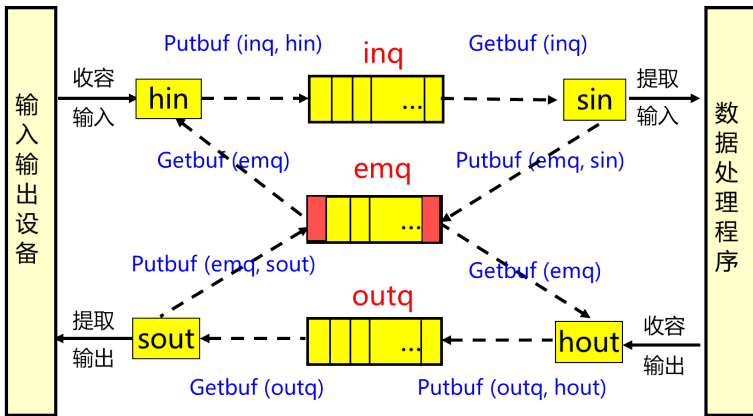 Putbuf (inq, hin)
inq
Getbuf (inq)
收容
输入
hin
...
sin
提取
输入
Getbuf (emq)
emq
Putbuf (emq, sin)
输入输出设备
...
数据处理程序
Putbuf (emq, sout)
Getbuf (emq)
outq
提取
输出
sout
...
hout
收容
输出
Getbuf (outq)
Putbuf (outq, hout)